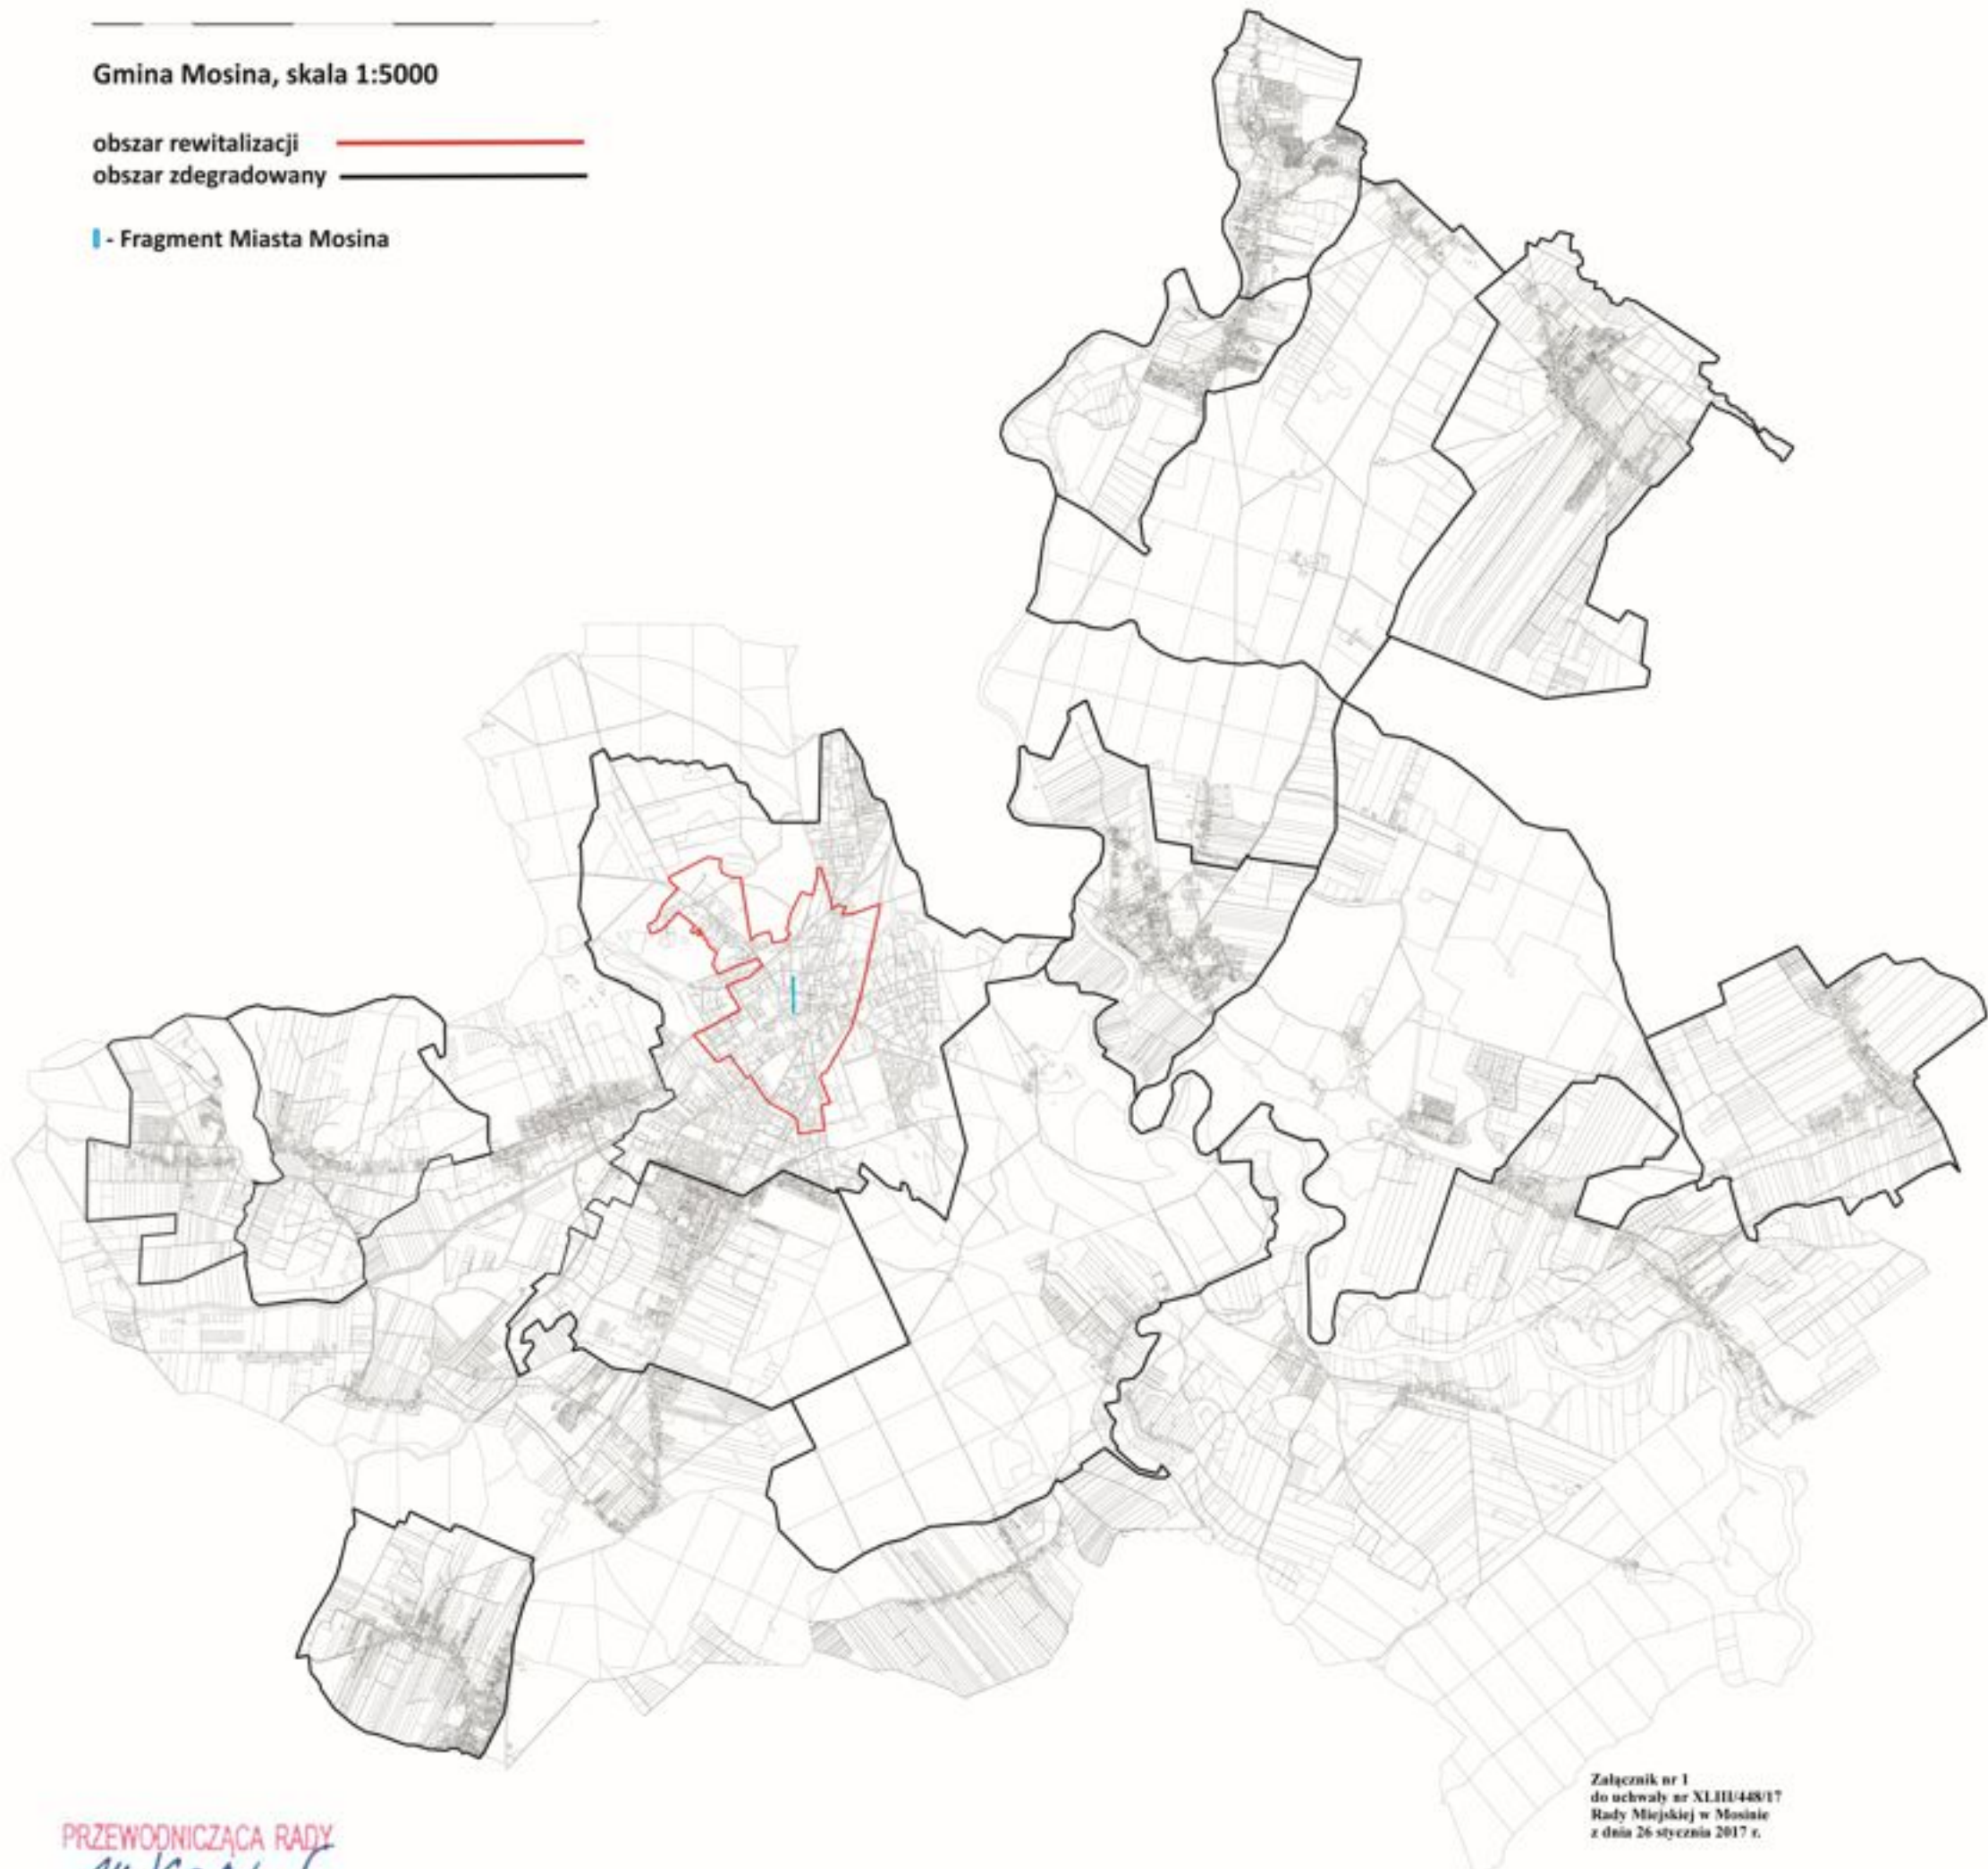 Gmina Mosina, skala 1:5000
obszar rewitalizacji
obszar zdegradowany
- Fragment Miasta Mosina
Załącznik nr 1
do uchwały nr XLIII/448/17
Rady Miejskiej w Mosinie
z dnia 26 stycznia 2017 r.
PRZEWODNICZĄCA RADY